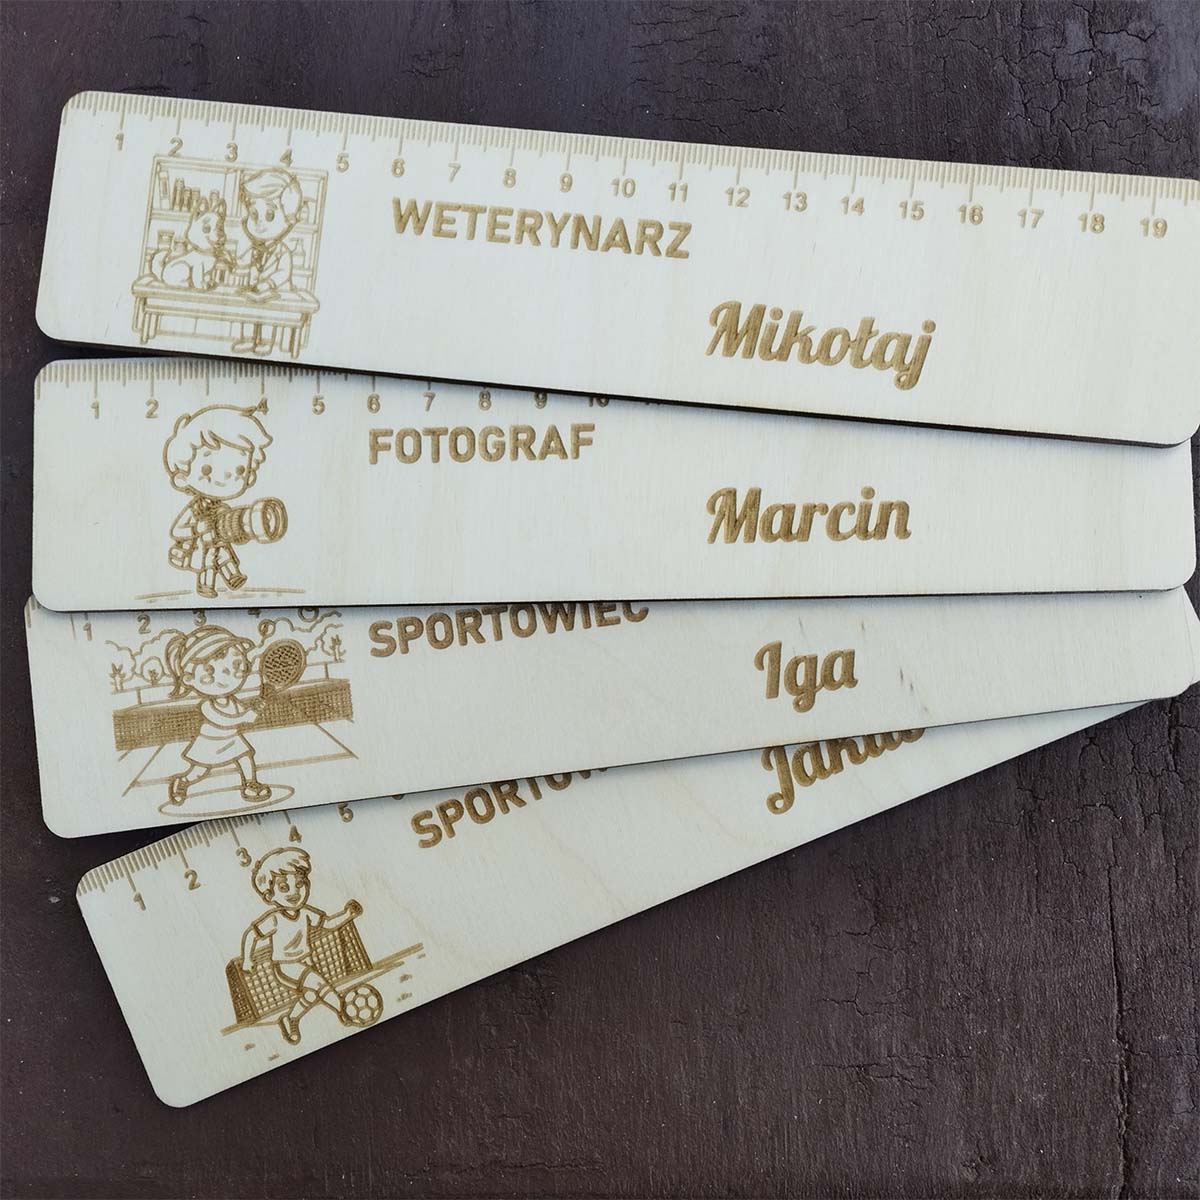 1 2 3 4 5 6 7 8 9 10 11 12 13 14 15 16 17 18 19
WETERYNARZ
Mikołaj
1 2 4 5 6 7 8 9 10
FOTOGRAF
Marcin
1 2 3 4
SPORTOWIEC
Iga
1 2 3 4 5